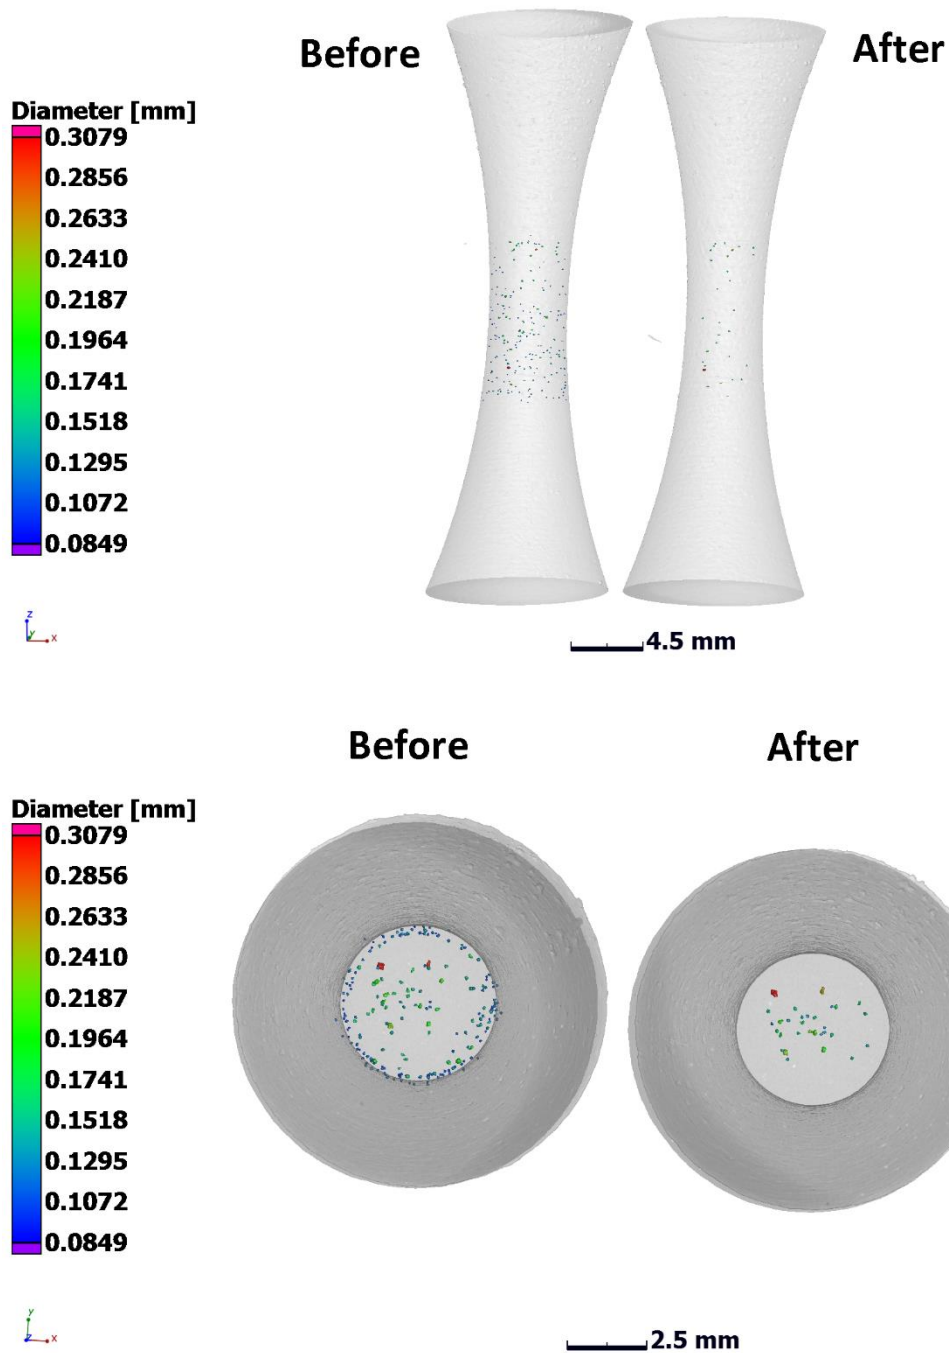 Before
After
Diameter [mm]
0.3079
0.2856
0.2633
0.2410
0.2187
0.1964
0.1741
0.1518
0.1295
0.1072
0.0849
z
y
x
4.5 mm
Before
After
Diameter [mm]
0.3079
0.2856
0.2633
0.2410
0.2187
0.1964
0.1741
0.1518
0.1295
0.1072
0.0849
y
z
x
2.5 mm